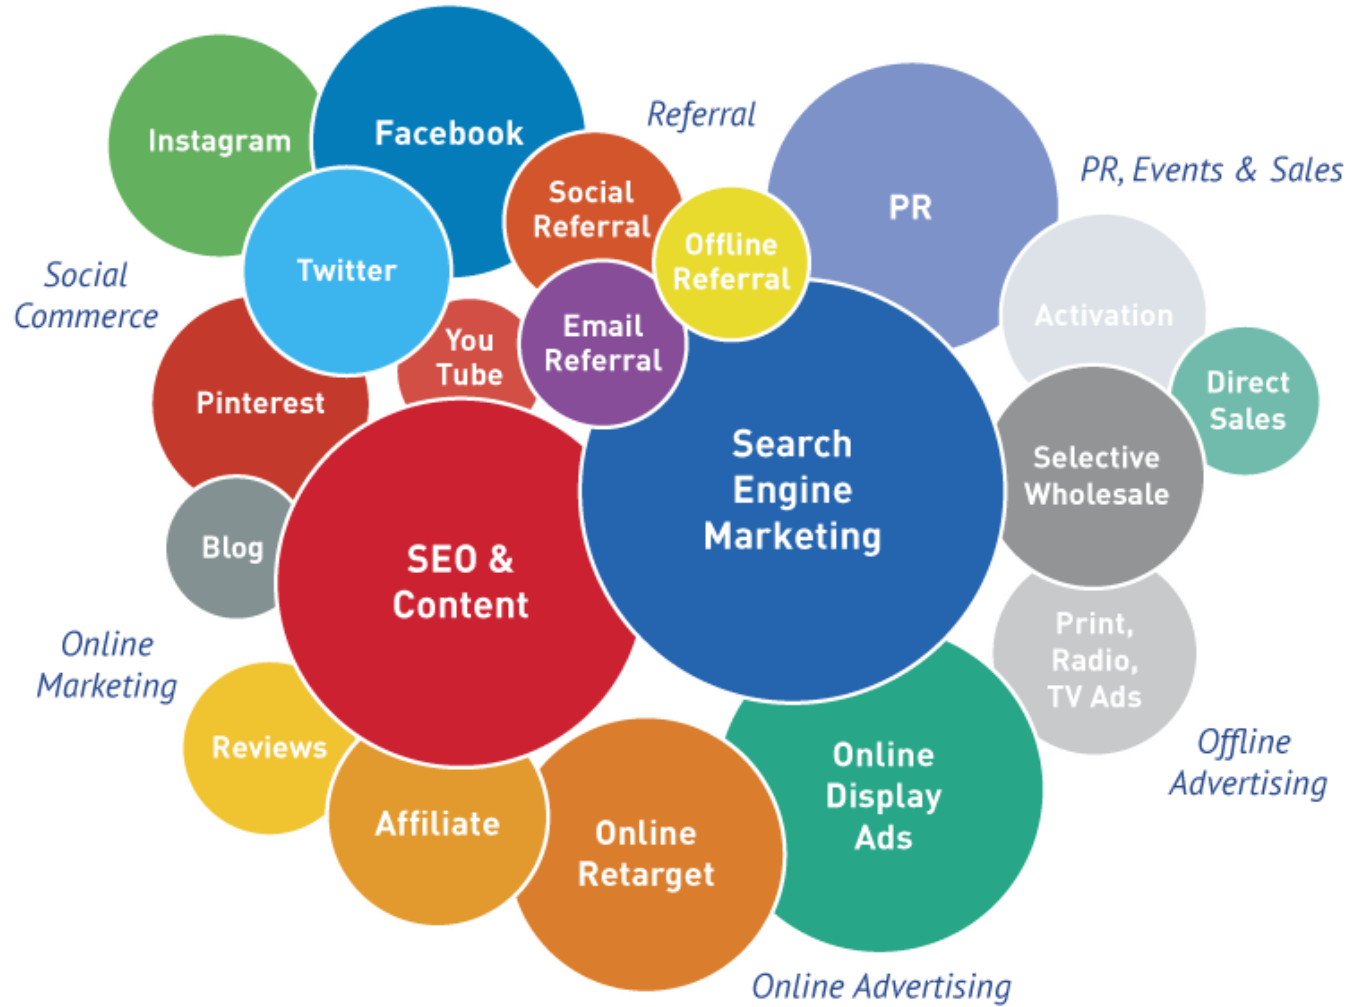 Instagram
Facebook
Referral
PR, Events & Sales
Social
Referral
PR
Offline
Referral
Twitter
Social
Commerce
Activation
Email
Referral
You
Tube
Pinterest
Direct
Sales
Search
Engine
Marketing
Selective
Wholesale
Blog
SEO &
Content
Online
Marketing
Print,
Radio,
TV Ads
Reviews
Offline
Advertising
Online
Display
Ads
Affiliate
Online
Retarget
Online Advertising